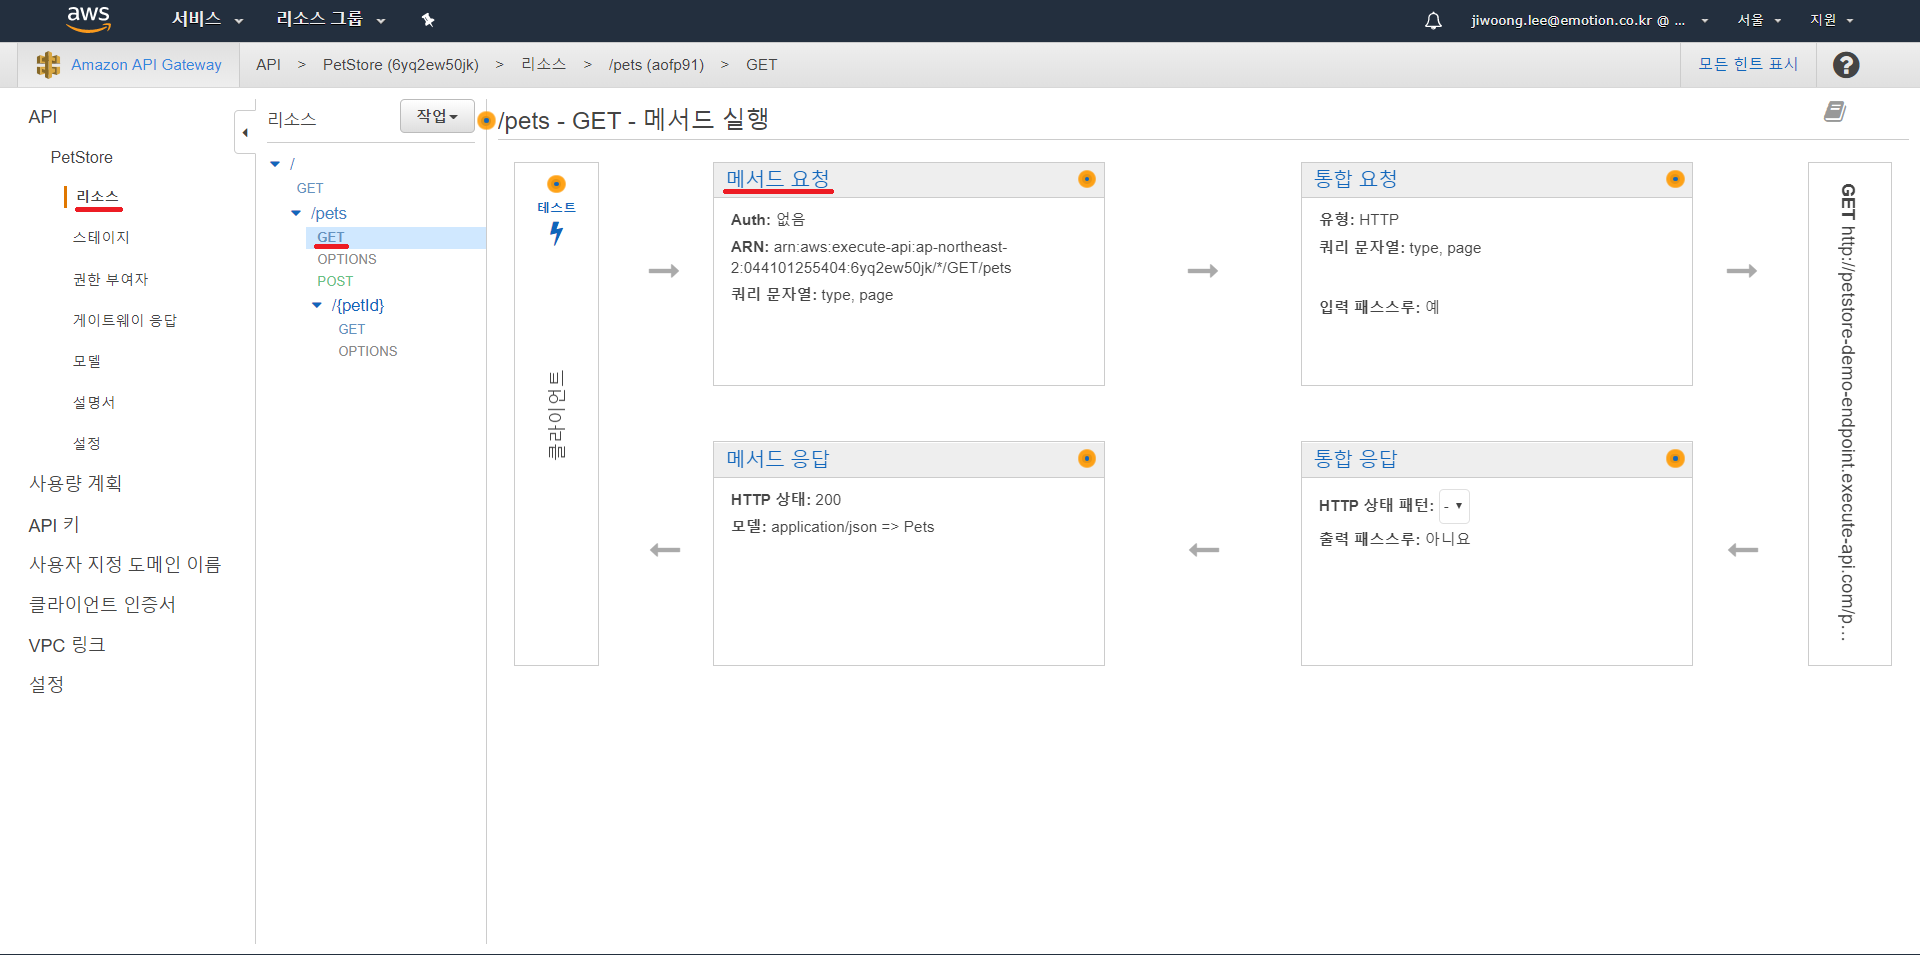 aws
서비스
리소스 그룹
jiwoong.lee@emotion.co.kr @ ...
서울
지원
Amazon API Gateway
API > PetStore (6yq2ew50jk) > 리소스 > /pets (aofp91) > GET
모든 힌트 표시
?
API
PetStore
리소스
스테이지
권한 부여자
게이트웨이 응답
모델
설명서
설정
사용량 계획
API 키
사용자 지정 도메인 이름
클라이언트 인증서
VPC 링크
설정
리소스
작업
/
GET
/pets
GET
OPTIONS
POST
/{petId}
GET
OPTIONS
/pets - GET - 메서드 실행
테스트
클라이언트
메서드 요청
Auth: 없음
ARN: arn:aws:execute-api:ap-northeast-
2:044101255404:6yq2ew50jk/*/GET/pets
쿼리 문자열: type, page
통합 요청
유형: HTTP
쿼리 문자열: type, page
입력 패스스루: 예
메서드 응답
HTTP 상태: 200
모델: application/json => Pets
통합 응답
HTTP 상태 패턴: -
출력 패스스루: 아니요
GET http://petstore-demo-endpoint.execute-api.com/p...